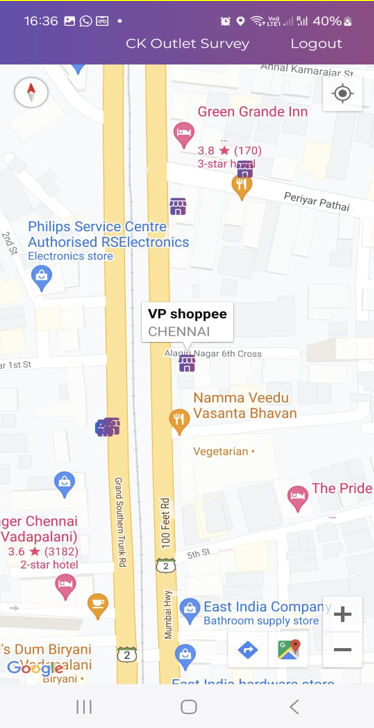 16:36
Vo))
LTE1
40%
CK Outlet Survey
Logout
Annai Kamarajar St
Green Grande Inn
...
3.8 ★ (170)
3-star hotel
Periyar Pathai
2nd St
Philips Service Centre
Authorised RSElectronics
Electronics store
VP shoppee
CHENNAI
Alagiri Nagar 6th Cross
ar 1st St
Namma Veedu
Vasanta Bhavan
Vegetarian •
Grand Southern Trunk Rd
100 Feet Rd
The Pride
...
nger Chennai
Vadapalani)
3.6 ★ (3182)
2-star hotel
5th St
2
Mumbai Hwy
East India Company
Bathroom supply store
's Dum Biryani
Vadapalani
Biryani •
Google
2
East India hardware store